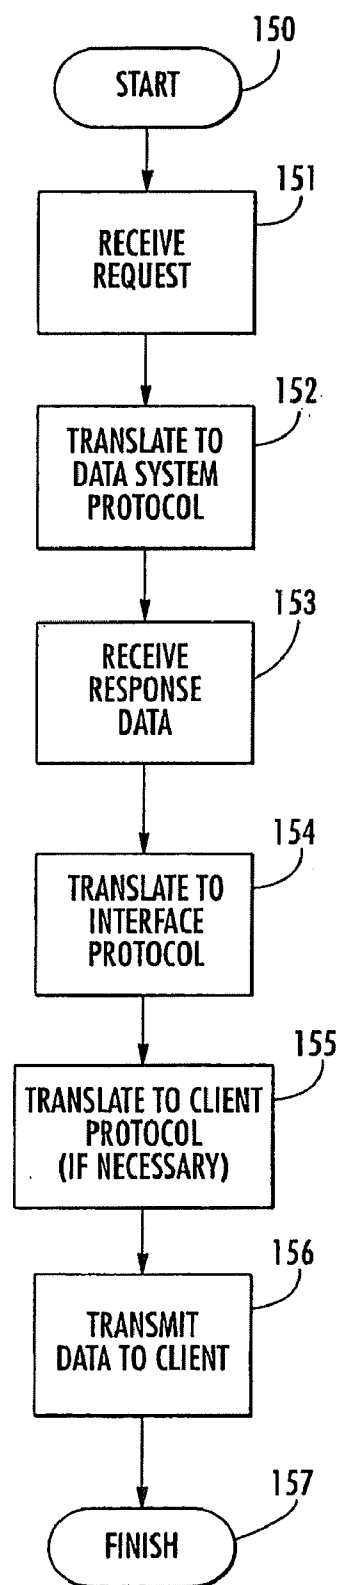 150
START
151
RECEIVE
REQUEST
152
TRANSLATE TO
DATA SYSTEM
PROTOCOL
153
RECEIVE
RESPONSE
DATA
154
TRANSLATE TO
INTERFACE
PROTOCOL
155
TRANSLATE TO CLIENT
PROTOCOL
(IF NECESSARY)
156
TRANSMIT
DATA TO CLIENT
157
FINISH